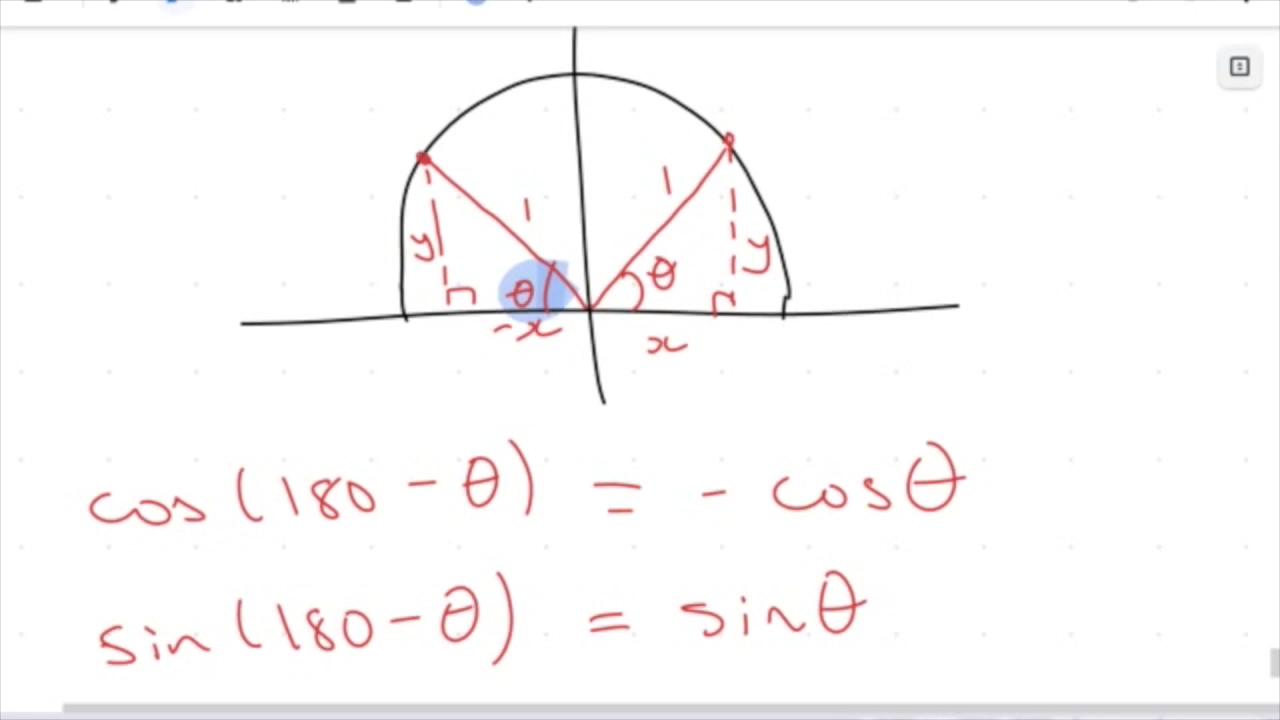 1 1
y θ θ y
-x x
cos(180 - θ) = - cosθ
sin(180-θ) = sinθ